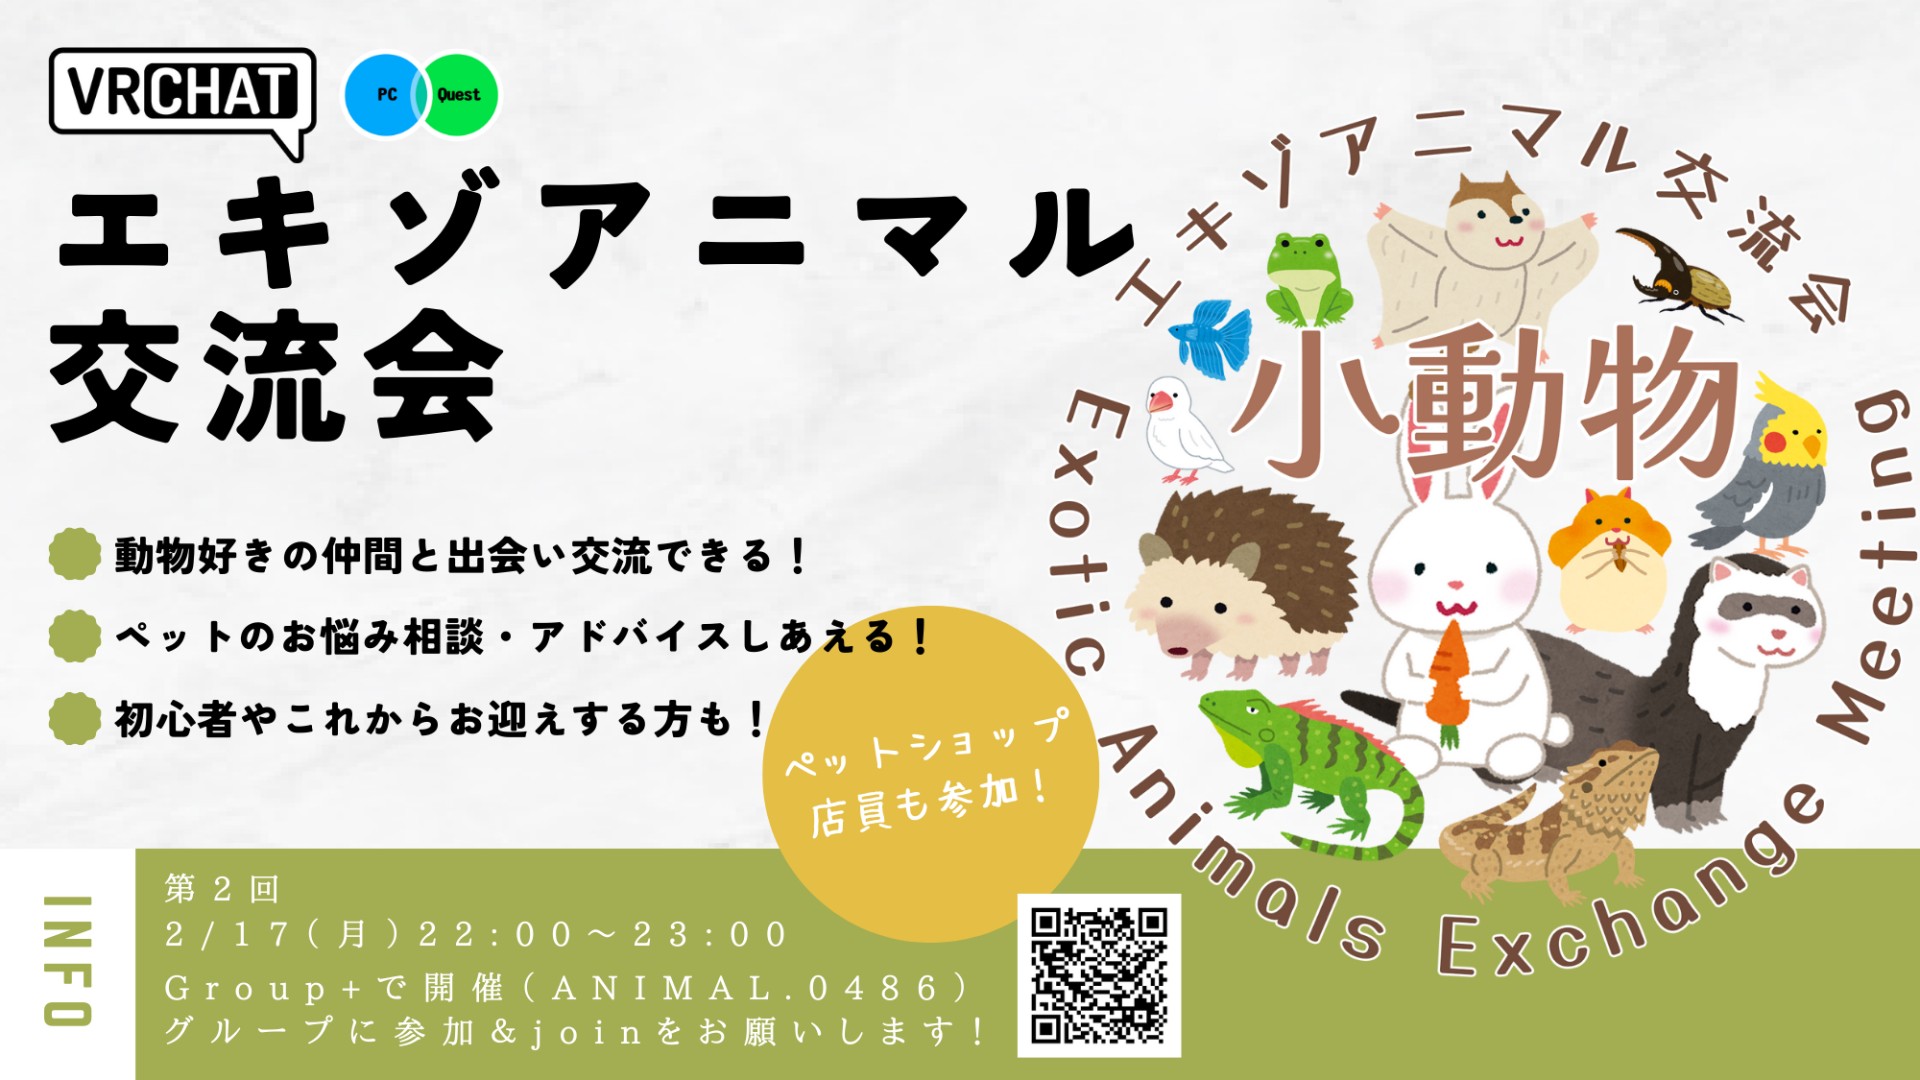 VRCHAT
PC Quest
エキゾアニマル
交流会
動物好きの仲間と出会い交流できる！
ペットのお悩み相談・アドバイスしあえる！
初心者やこれからお迎えする方も！
ペットショップ
店員も参加！
エキゾアニマル交流会
小動物
Exotic Animals Exchange Meeting
INFO
第2回
2/17(月)22:00～23:00
Group+で開催(ANIMAL.0486)
グループに参加&joinをお願いします！